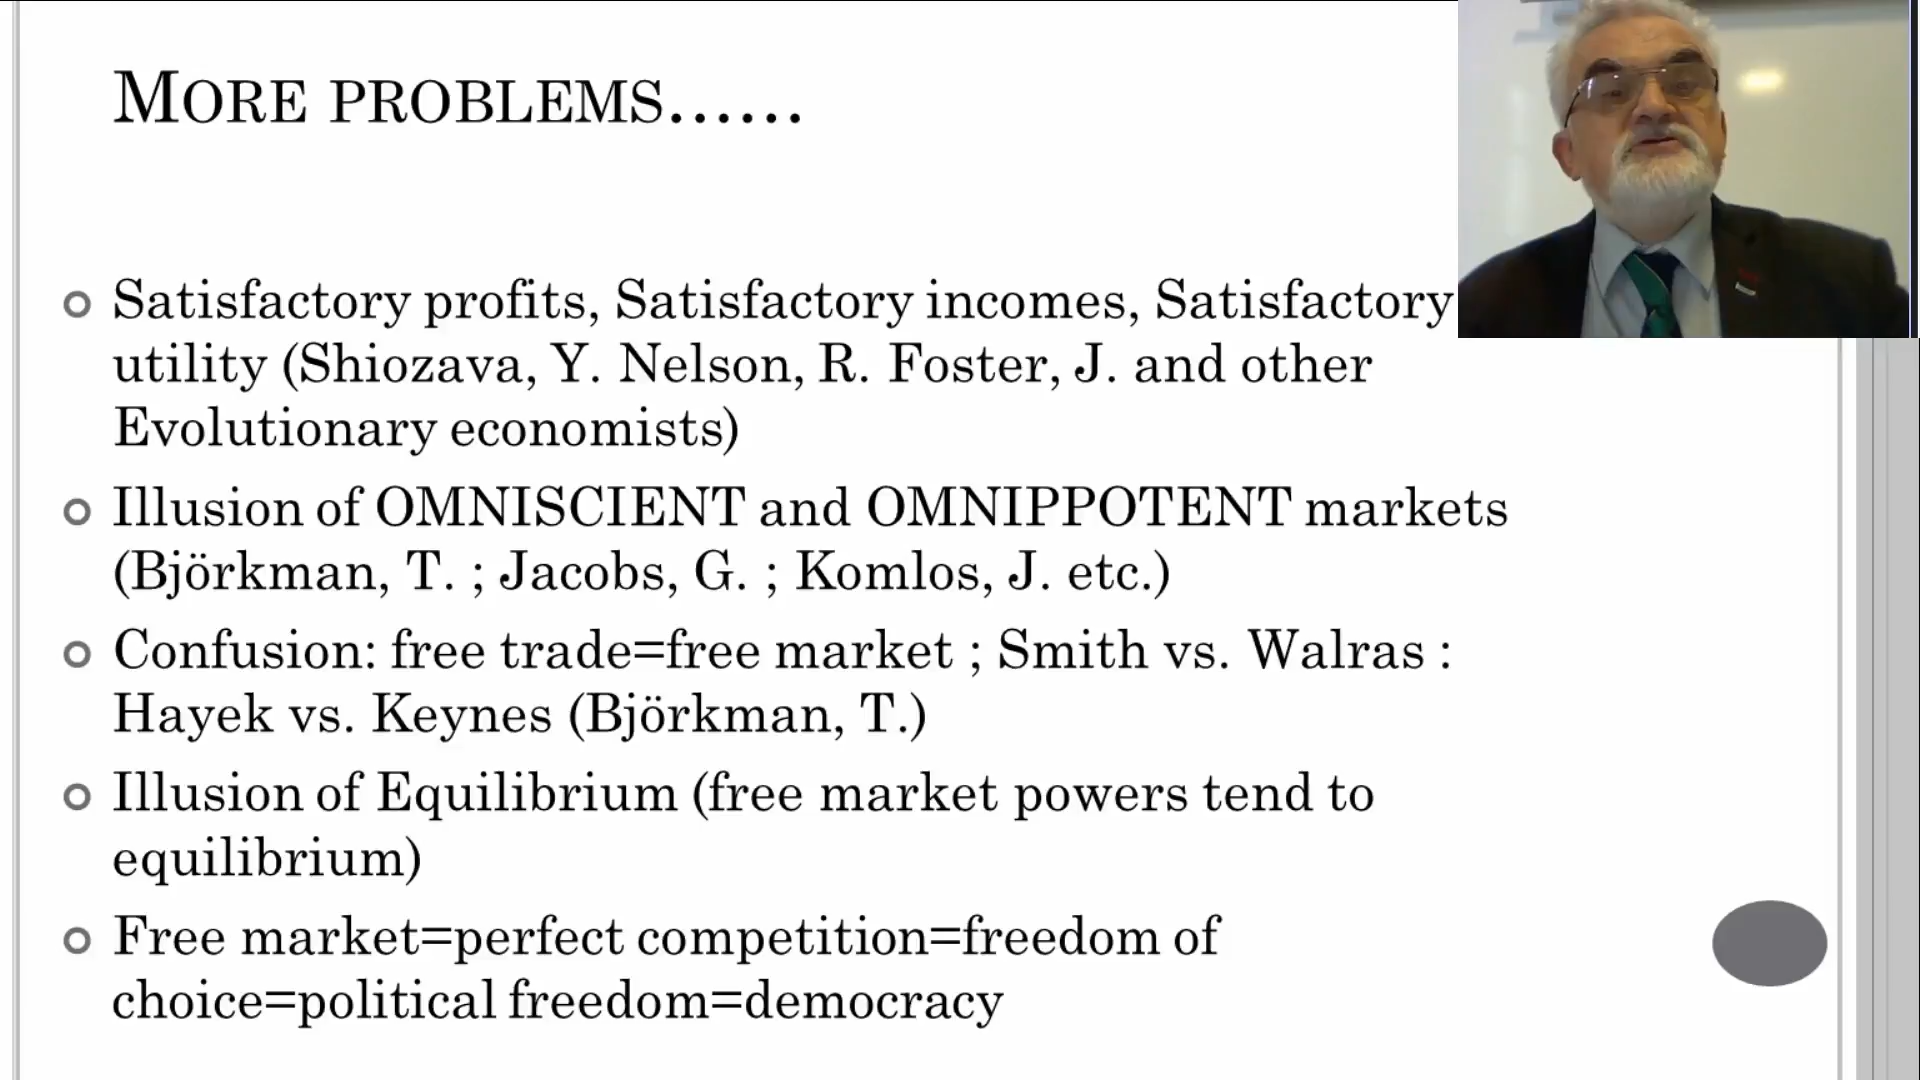 MORE PROBLEMS......
Satisfactory profits, Satisfactory incomes, Satisfactory
utility (Shiozava, Y. Nelson, R. Foster, J. and other
Evolutionary economists)
Illusion of OMNISCIENT and OMNIPPOTENT markets
(Björkman, T. ; Jacobs, G. ; Komlos, J. etc.)
Confusion: free trade=free market ; Smith vs. Walras :
Hayek vs. Keynes (Björkman, T.)
Illusion of Equilibrium (free market powers tend to
equilibrium)
Free market=perfect competition=freedom of
choice=political freedom=democracy